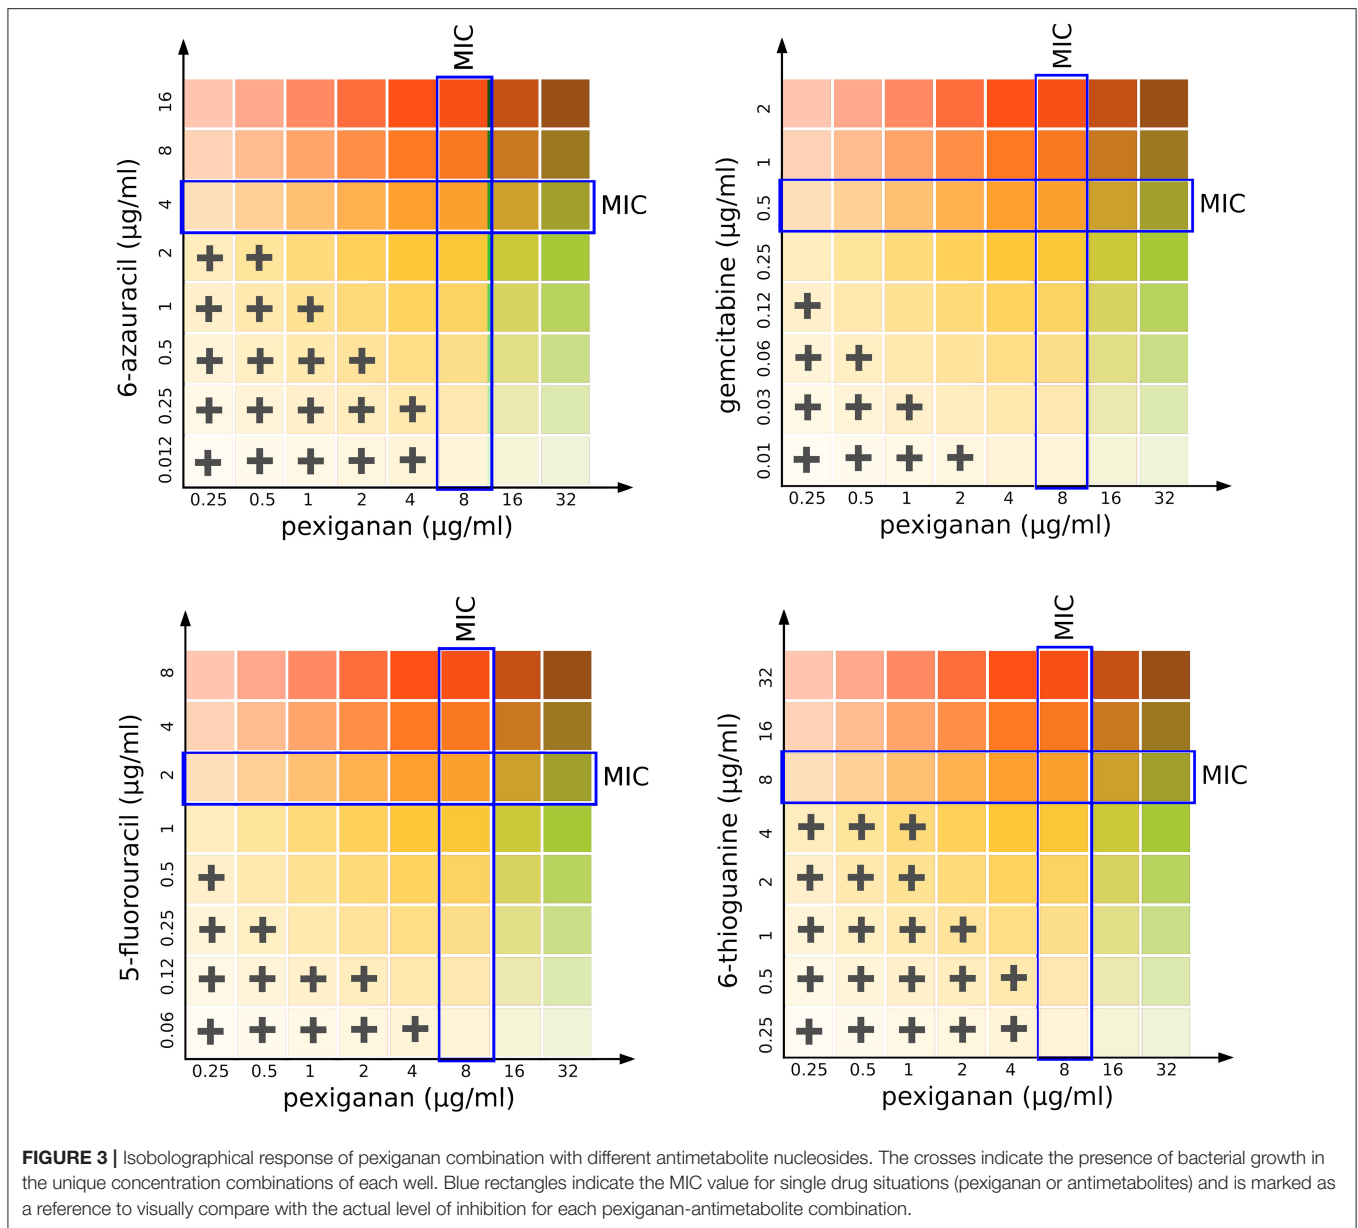 MIC
16
8
4
2
1
0.5
0.25
0.012
6-azauracil (µg/ml)
MIC
0.25 0.5 1 2 4 8 16 32
pexiganan (µg/ml)
MIC
2
1
0.5
0.25
0.12
0.06
0.03
0.01
gemcitabine (µg/ml)
MIC
0.25 0.5 1 2 4 8 16 32
pexiganan (µg/ml)
MIC
8
4
2
1
0.5
0.25
0.12
0.06
5-fluorouracil (µg/ml)
MIC
0.25 0.5 1 2 4 8 16 32
pexiganan (µg/ml)
MIC
32
16
8
4
2
1
0.5
0.25
6-thioguanine (µg/ml)
MIC
0.25 0.5 1 2 4 8 16 32
pexiganan (µg/ml)
FIGURE 3 | Isobolographical response of pexiganan combination with different antimetabolite nucleosides. The crosses indicate the presence of bacterial growth in
the unique concentration combinations of each well. Blue rectangles indicate the MIC value for single drug situations (pexiganan or antimetabolites) and is marked as
a reference to visually compare with the actual level of inhibition for each pexiganan-antimetabolite combination.